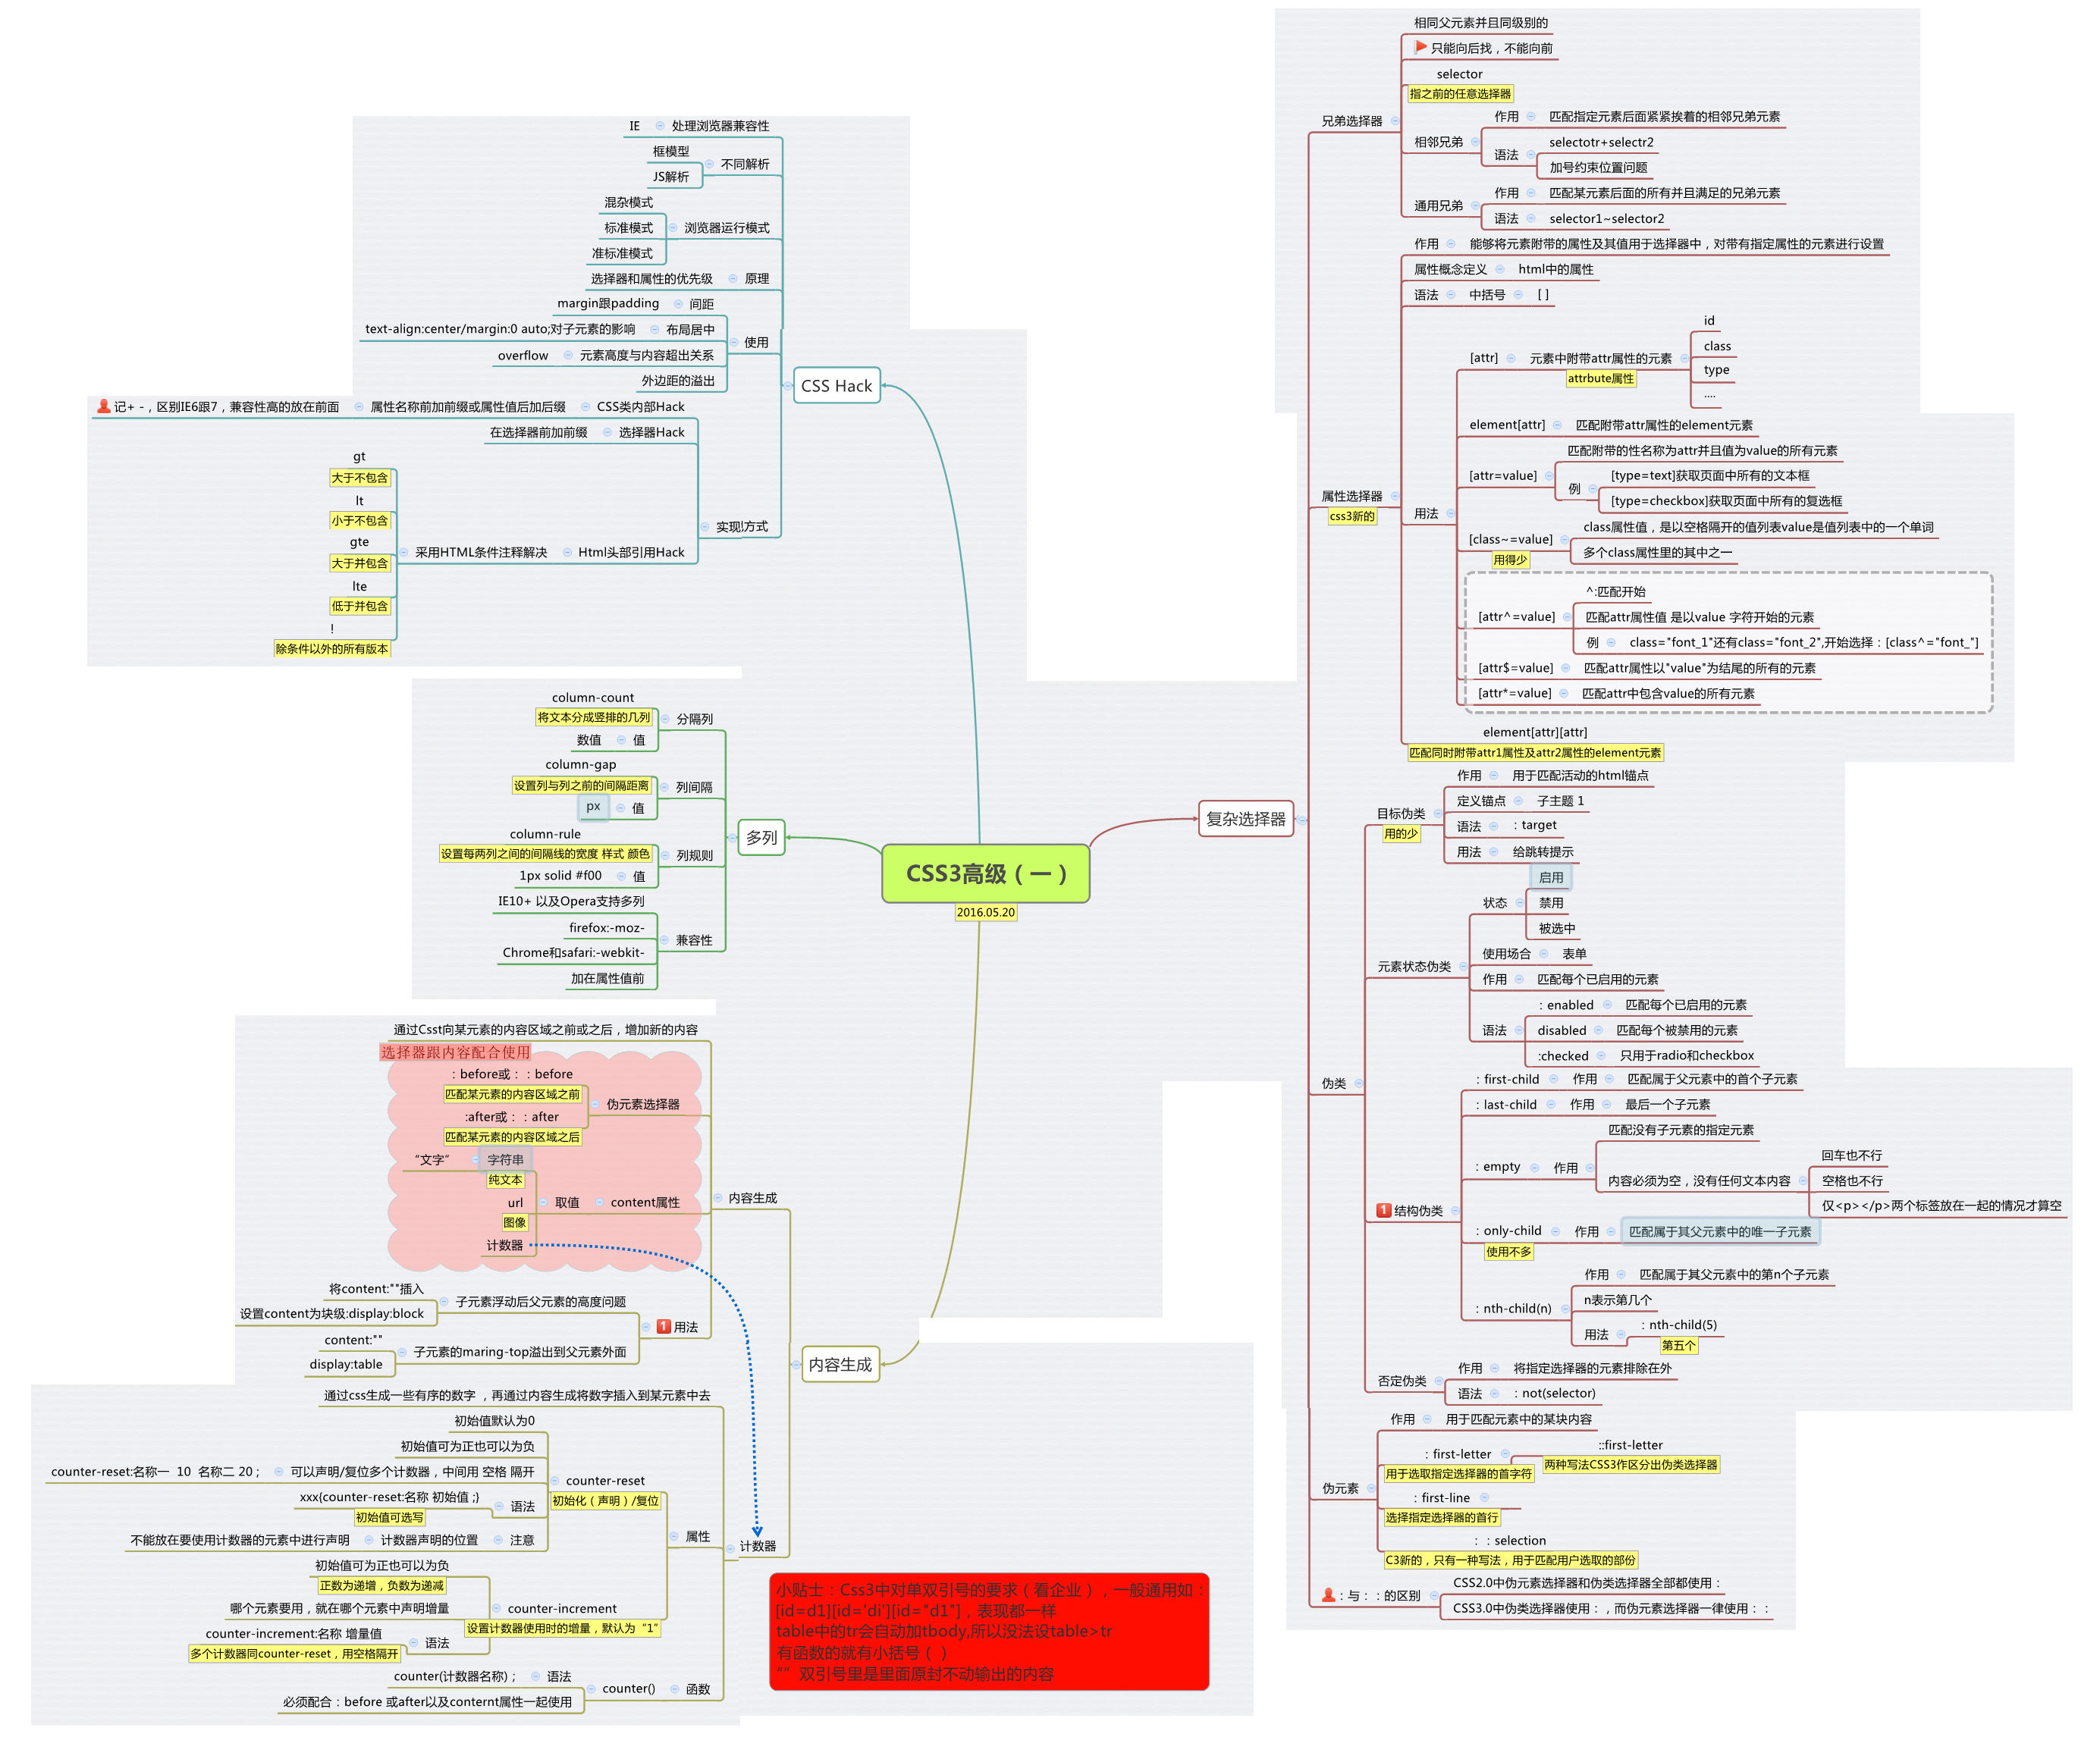 CSS3高级（一）
2016.05.20
CSS Hack
IE
处理浏览器兼容性
框模型
JS解析
不同解析
混杂模式
标准模式
准标准模式
浏览器运行模式
选择器和属性的优先级
原理
margin跟padding
间距
text-align:center/margin:0 auto;对子元素的影响
布局居中
overflow
元素高度与内容超出关系
外边距的溢出
使用
记+ -，区别IE6跟7，兼容性高的放在前面
属性名称前加前缀或属性值后加后缀
CSS类内部Hack
在选择器前加前缀
选择器Hack
gt
大于不包含
lt
小于不包含
gte
大于并包含
lte
低于并包含
!
除条件以外的所有版本
采用HTML条件注释解决
Html头部引用Hack
实现方式
多列
column-count
将文本分成竖排的几列
数值
值
分隔列
column-gap
设置列与列之前的间隔距离
px
值
列间隔
column-rule
设置每两列之间的间隔线的宽度 样式 颜色
1px solid #f00
值
列规则
IE10+ 以及Opera支持多列
firefox:-moz-
Chrome和safari:-webkit-
加在属性值前
兼容性
内容生成
通过Csst向某元素的内容区域之前或之后，增加新的内容
选择器跟内容配合使用
：before或：：before
匹配某元素的内容区域之前
:after或：：after
匹配某元素的内容区域之后
伪元素选择器
“文字”
字符串
纯文本
url
图像
计数器
取值
content属性
内容生成
将content:""插入
设置content为块级:display:block
子元素浮动后父元素的高度问题
content:""
display:table
子元素的maring-top溢出到父元素外面
1 用法
通过css生成一些有序的数字 ，再通过内容生成将数字插入到某元素中去
初始值默认为0
初始值可为正也可以为负
counter-reset:名称一 10 名称二 20；
可以声明/复位多个计数器，中间用 空格 隔开
xxx{counter-reset:名称 初始值 ;}
初始值可选写
语法
不能放在要使用计数器的元素中进行声明
计数器声明的位置
注意
counter-reset
初始化（声明）/复位
初始值可为正也可以为负
正数为递增，负数为递减
哪个元素要用，就在哪个元素中声明增量
counter-increment:名称 增量值
多个计数器同counter-reset，用空格隔开
语法
counter-increment
设置计数器使用时的增量，默认为“1”
属性
counter(计数器名称)；
语法
必须配合：before 或after以及conternt属性一起使用
counter()
函数
计数器
小贴士：Css3中对单双引号的要求（看企业），一般通用如：
[id=d1][id='di'][id="d1"]，表现都一样
table中的tr会自动加tbody,所以没法设table>tr
有函数的就有小括号（ ）
“” 双引号里是里面原封不动输出的内容
复杂选择器
兄弟选择器
相同父元素并且同级别的
只能向后找，不能向前
selector
指之前的任意选择器
相邻兄弟
作用
匹配指定元素后面紧紧挨着的相邻兄弟元素
语法
selectotr+selectr2
加号约束位置问题
通用兄弟
作用
匹配某元素后面的所有并且满足的兄弟元素
语法
selector1~selector2
属性选择器
css3新的
作用
能够将元素附带的属性及其值用于选择器中，对带有指定属性的元素进行设置
属性概念定义
html中的属性
语法
中括号
[ ]
用法
[attr]
元素中附带attr属性的元素
attrbute属性
id
class
type
....
element[attr]
匹配附带attr属性的element元素
[attr=value]
匹配附带的性名称为attr并且值为value的所有元素
例
[type=text]获取页面中所有的文本框
[type=checkbox]获取页面中所有的复选框
[class~=value]
用得少
class属性值，是以空格隔开的值列表value是值列表中的一个单词
多个class属性里的其中之一
[attr^=value]
^:匹配开始
匹配attr属性值 是以value 字符开始的元素
例
class="font_1"还有class="font_2",开始选择：[class^="font_"]
[attr$=value]
匹配attr属性以"value"为结尾的所有的元素
[attr*=value]
匹配attr中包含value的所有元素
element[attr][attr]
匹配同时附带attr1属性及attr2属性的element元素
伪类
目标伪类
用的少
作用
用于匹配活动的html锚点
定义锚点
子主题 1
语法
：target
用法
给跳转提示
元素状态伪类
状态
启用
禁用
被选中
使用场合
表单
作用
匹配每个已启用的元素
语法
：enabled
匹配每个已启用的元素
disabled
匹配每个被禁用的元素
:checked
只用于radio和checkbox
1 结构伪类
：first-child
作用
匹配属于父元素中的首个子元素
：last-child
作用
最后一个子元素
：empty
作用
匹配没有子元素的指定元素
内容必须为空，没有任何文本内容
回车也不行
空格也不行
仅<p></p>两个标签放在一起的情况才算空
：only-child
使用不多
作用
匹配属于其父元素中的唯一子元素
：nth-child(n)
作用
匹配属于其父元素中的第n个子元素
n表示第几个
用法
：nth-child(5)
第五个
否定伪类
作用
将指定选择器的元素排除在外
语法
：not(selector)
伪元素
作用
用于匹配元素中的某块内容
：first-letter
用于选取指定选择器的首字符
::first-letter
两种写法CSS3作区分出伪类选择器
：first-line
选择指定选择器的首行
：：selection
C3新的，只有一种写法，用于匹配用户选取的部份
：与：：的区别
CSS2.0中伪元素选择器和伪类选择器全部都使用：
CSS3.0中伪类选择器使用：，而伪元素选择器一律使用：：